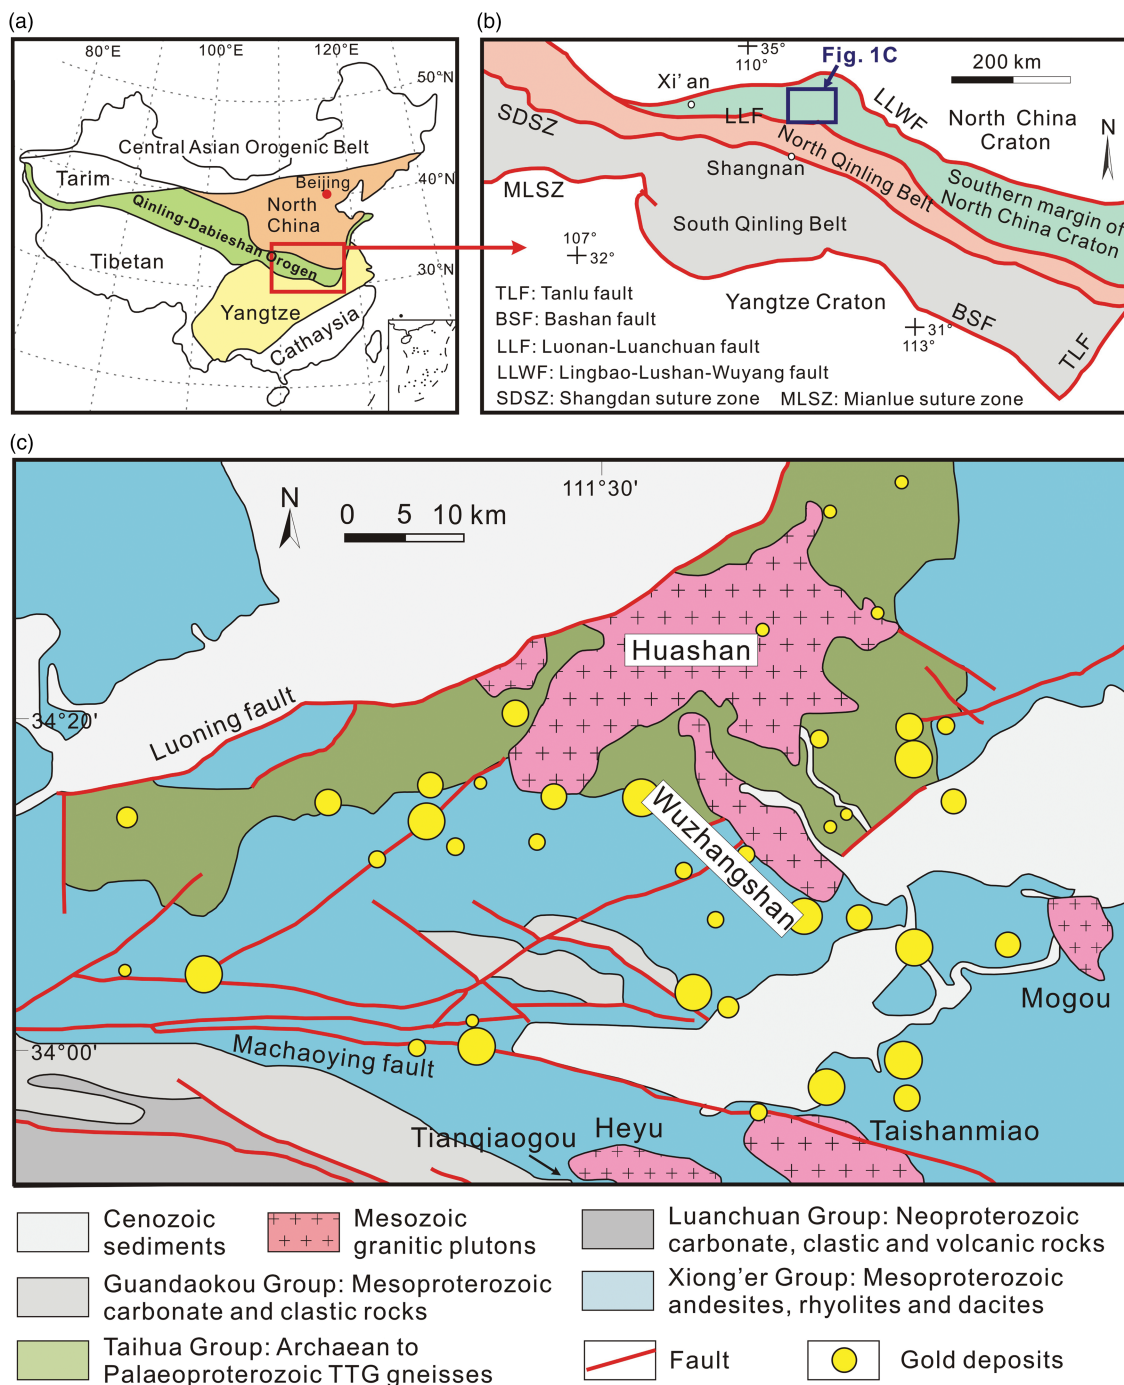 (a)
80°E
100°E
120°E
50°N
Central Asian Orogenic Belt
Tarim
Beijing
40°N
North
China
Qinling-Dabieshan Orogen
Tibetan
30°N
Yangtze
Cathaysia
(b)
35°
110°
Fig. 1C
200 km
Xi' an
LLF
LLWF
North China
Craton
N
SDSZ
North Qinling Belt
Shangnan
MLSZ
Southern margin of
North China Craton
South Qinling Belt
107°
32°
TLF: Tanlu fault
Yangtze Craton
BSF: Bashan fault
BSF
31°
113°
TLF
LLF: Luonan-Luanchuan fault
LLWF: Lingbao-Lushan-Wuyang fault
SDSZ: Shangdan suture zone MLSZ: Mianlue suture zone
(c)
111°30'
N
0 5 10 km
Huashan
34°20'
Luoning fault
Wuzhangshan
Mogou
34°00'
Machaoying fault
Tianqiaogou
Heyu
Taishanmiao
Cenozoic
sediments
Mesozoic
granitic plutons
Luanchuan Group: Neoproterozoic
carbonate, clastic and volcanic rocks
Guandaokou Group: Mesoproterozoic
carbonate and clastic rocks
Xiong'er Group: Mesoproterozoic
andesites, rhyolites and dacites
Taihua Group: Archaean to
Palaeoproterozoic TTG gneisses
Fault
Gold deposits